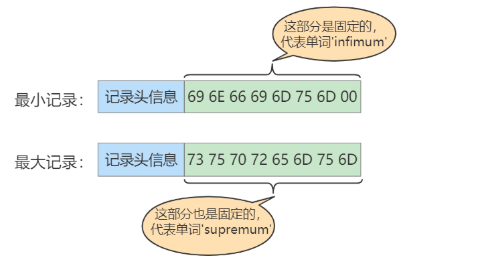 这部分是固定的，
代表单词'infimum'
最小记录： 记录头信息 69 6E 66 69 6D 75 6D 00
最大记录： 记录头信息 73 75 70 72 65 6D 75 6D
这部分也是固定的，
代表单词'supremum'